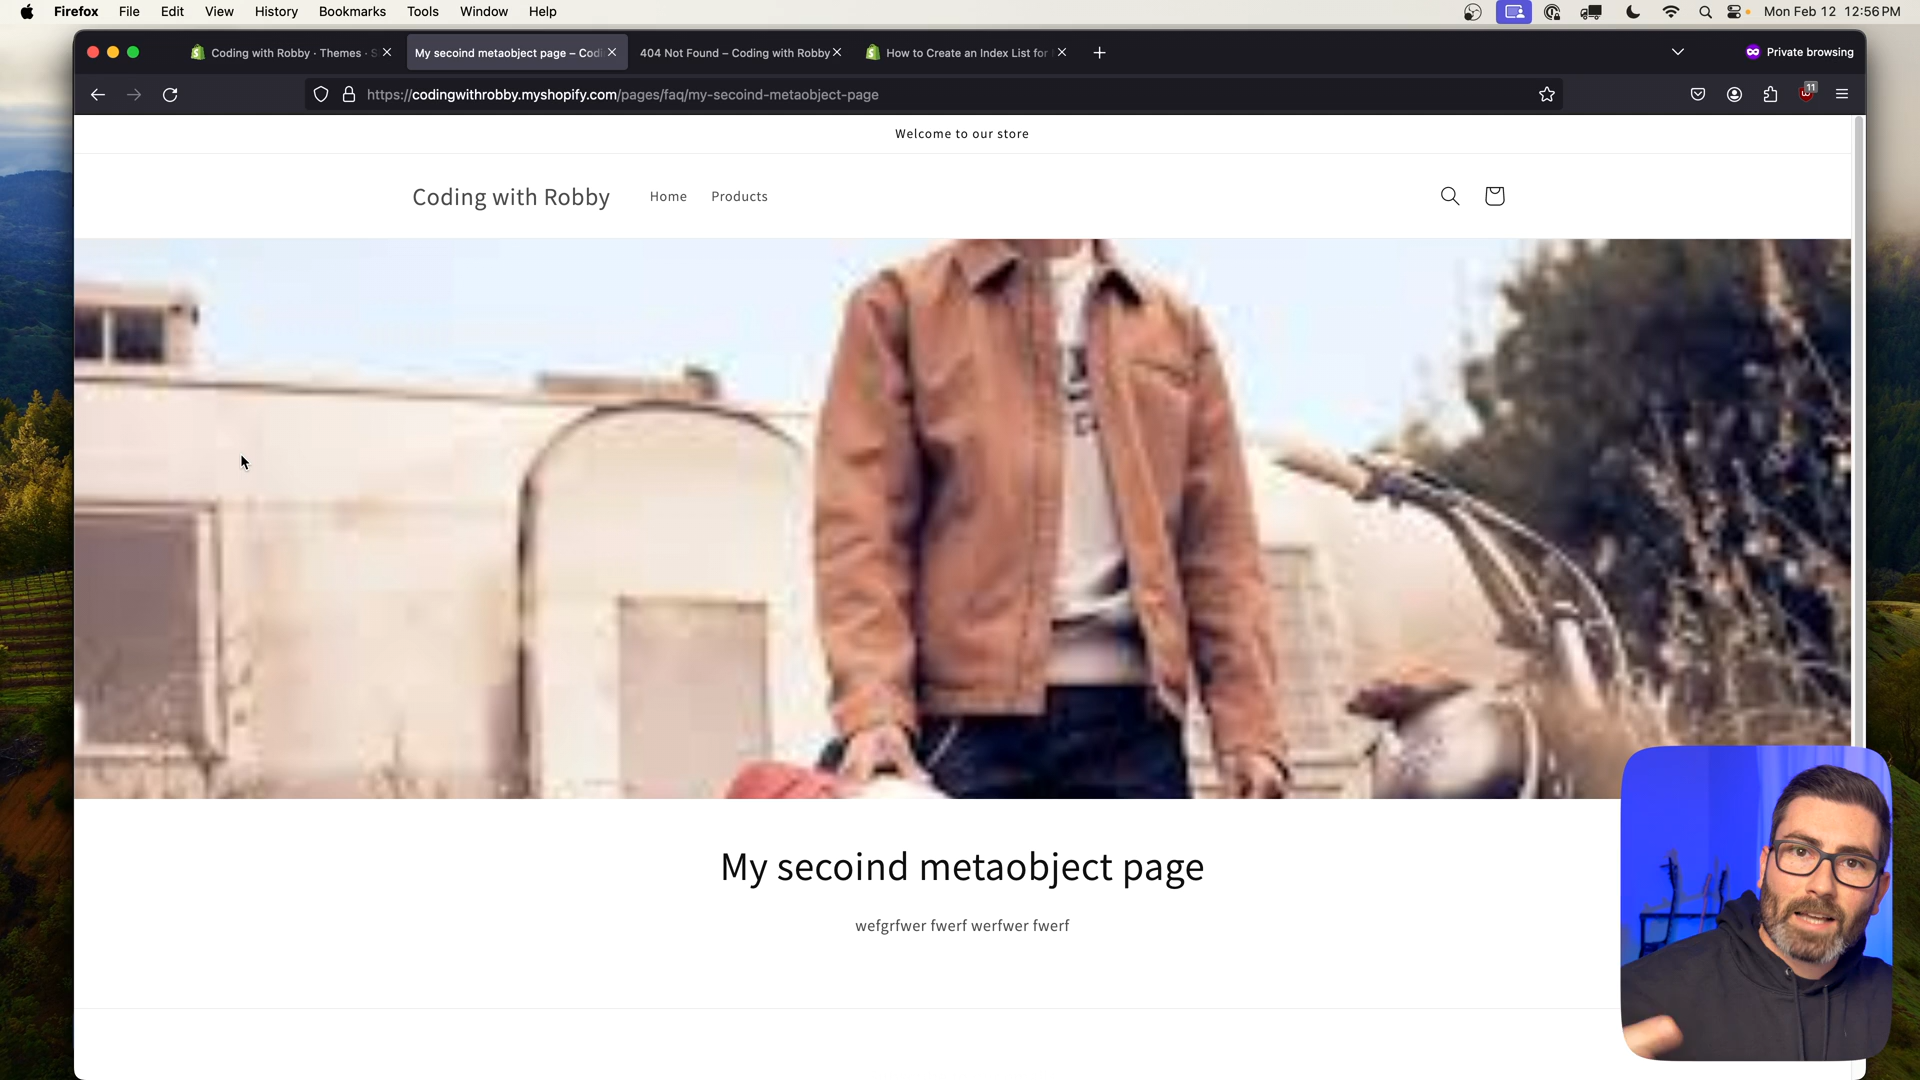 Firefox File Edit View History Bookmarks Tools Window Help Mon Feb 12 12:56 PM
Coding with Robby · Themes · S My secoind metaobject page – Codi 404 Not Found – Coding with Robby How to Create an Index List for Private browsing
https://codingwithrobby.myshopify.com/pages/faq/my-secoind-metaobject-page 11
Welcome to our store
Coding with Robby Home Products
My secoind metaobject page
wefgrfwer fwerf werfwer fwerf